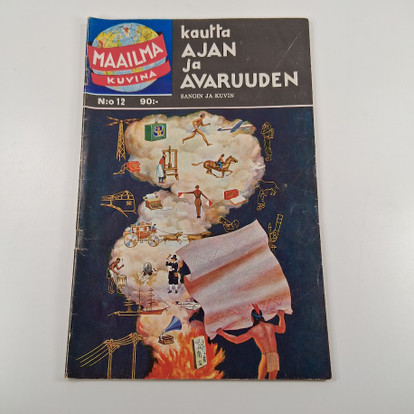 MAAILMA
KUVINA
N:o 12 90:-
kautta
AJAN
ja
AVARUUDEN
SANOIN JA KUVIN